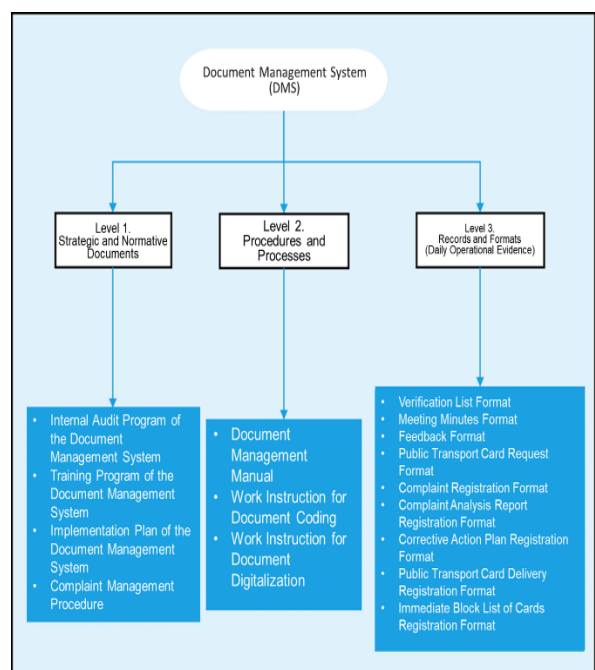 Document Management System
(DMS)
Level 1.
Strategic and Normative
Documents
Level 2.
Procedures and
Processes
Level 3.
Records and Formats
(Daily Operational Evidence)
• Internal Audit Program of
the Document
Management System
• Training Program of the
Document Management
System
• Implementation Plan of the
Document Management
System
• Complaint Management
Procedure
• Document
Management
Manual
• Work Instruction for
Document Coding
• Work Instruction for
Document
Digitalization
• Verification List Format
• Meeting Minutes Format
• Feedback Format
• Public Transport Card Request
Format
• Complaint Registration Format
• Complaint Analysis Report
Registration Format
• Corrective Action Plan Registration
Format
• Public Transport Card Delivery
Registration Format
• Immediate Block List of Cards
Registration Format